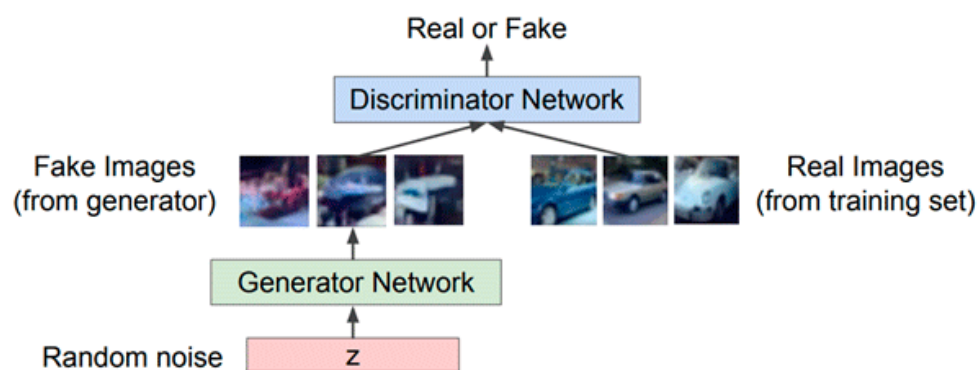 Real or Fake
Discriminator Network
Fake Images
(from generator)
Real Images
(from training set)
Generator Network
Random noise
z